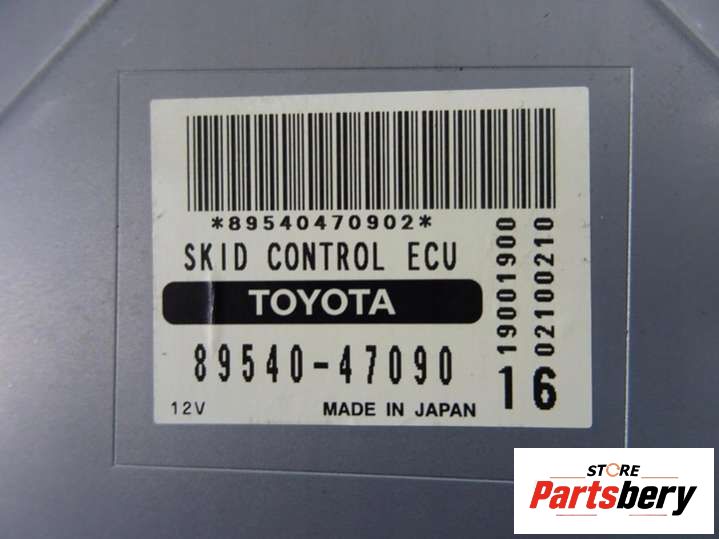 *89540470902*
SKID CONTROL ECU
TOYOTA
89540-47090
12V MADE IN JAPAN
19001900
02100210
16
STORE
Partsbery